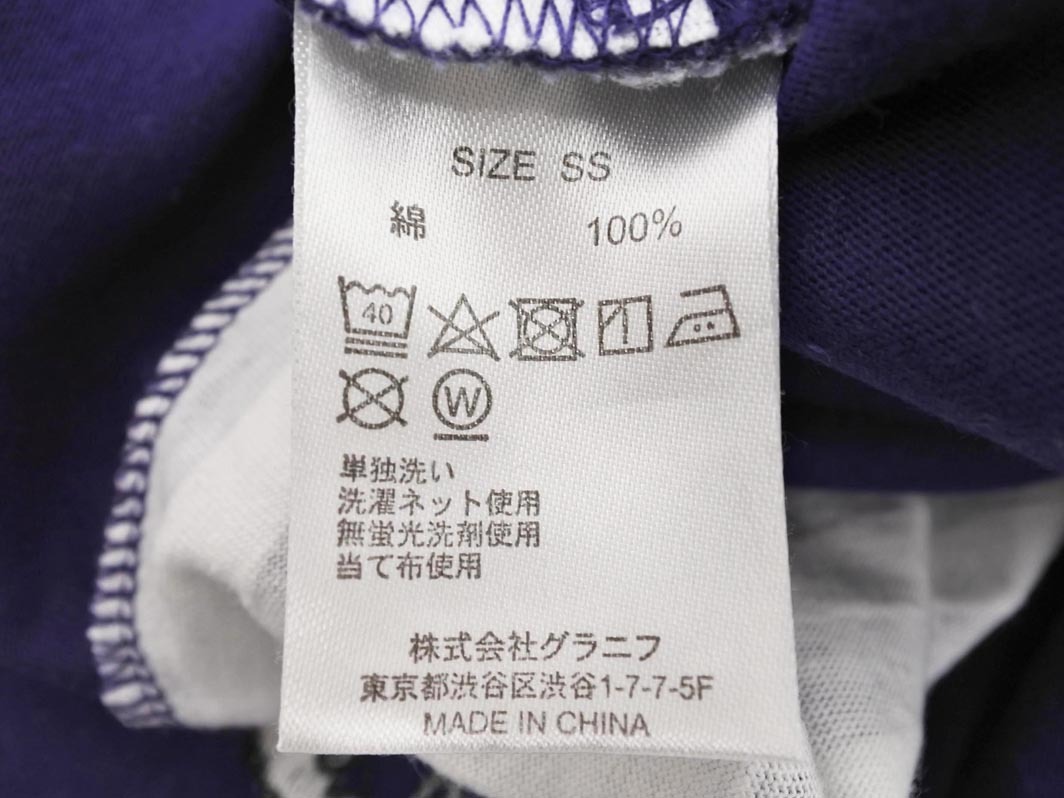 SIZE SS
綿 100%
40
W
単独洗い
洗濯ネット使用
無蛍光洗剤使用
当て布使用
株式会社グラニフ
東京都渋谷区渋谷1-7-7-5F
MADE IN CHINA